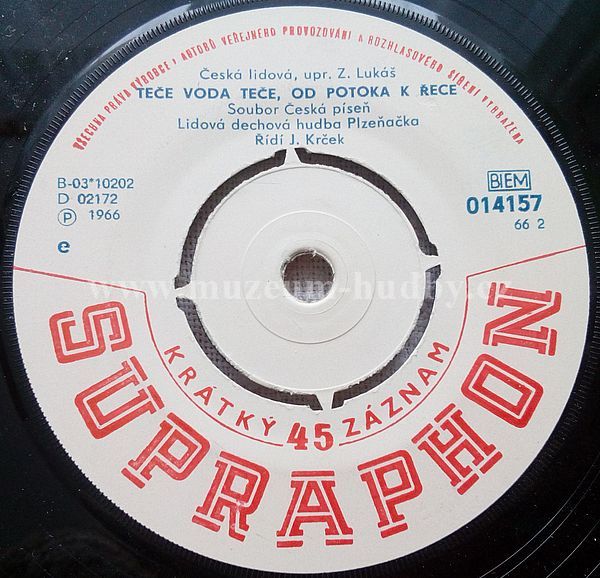 VŠECHNA PRÁVA VÝROBCE I AUTORŮ VEŘEJNÉHO PROVOZOVÁNÍ A ROZHLASOVÉHO ŠÍŘENÍ VYHRAZENA
Česká lidová, upr. Z. Lukáš
TEČE VODA TEČE, OD POTOKA K ŘECE
Soubor Česká píseň
Lidová dechová hudba Plzeňačka
Řídí J. Krček
B-03*10202
D 02172
Ⓟ 1966
e
BIEM
014157
66 2
www.muzeum-hudby.cz
KRÁTKÝ 45 ZÁZNAM
SUPRAPHON